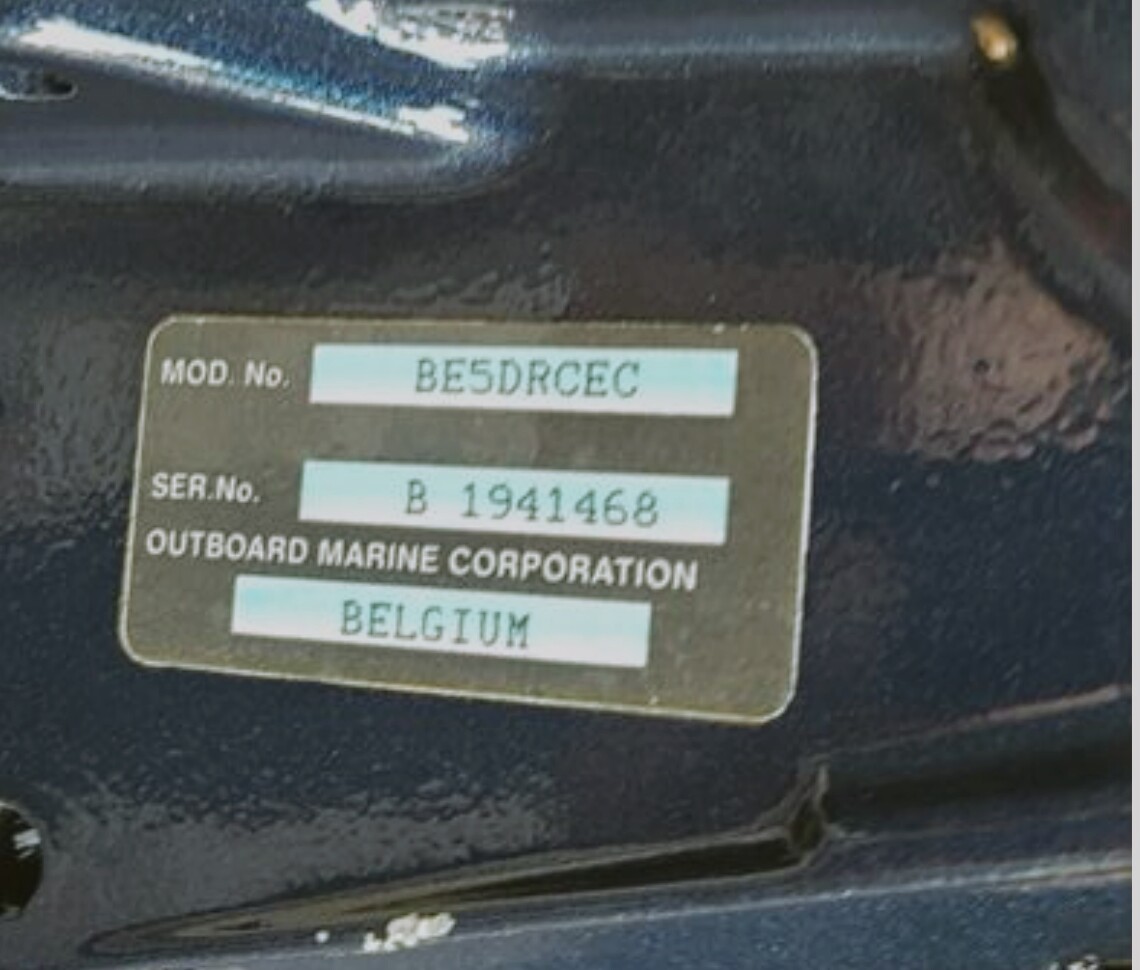 MOD. No. BE5DRCEC
SER.No. B 1941468
OUTBOARD MARINE CORPORATION
BELGIUM